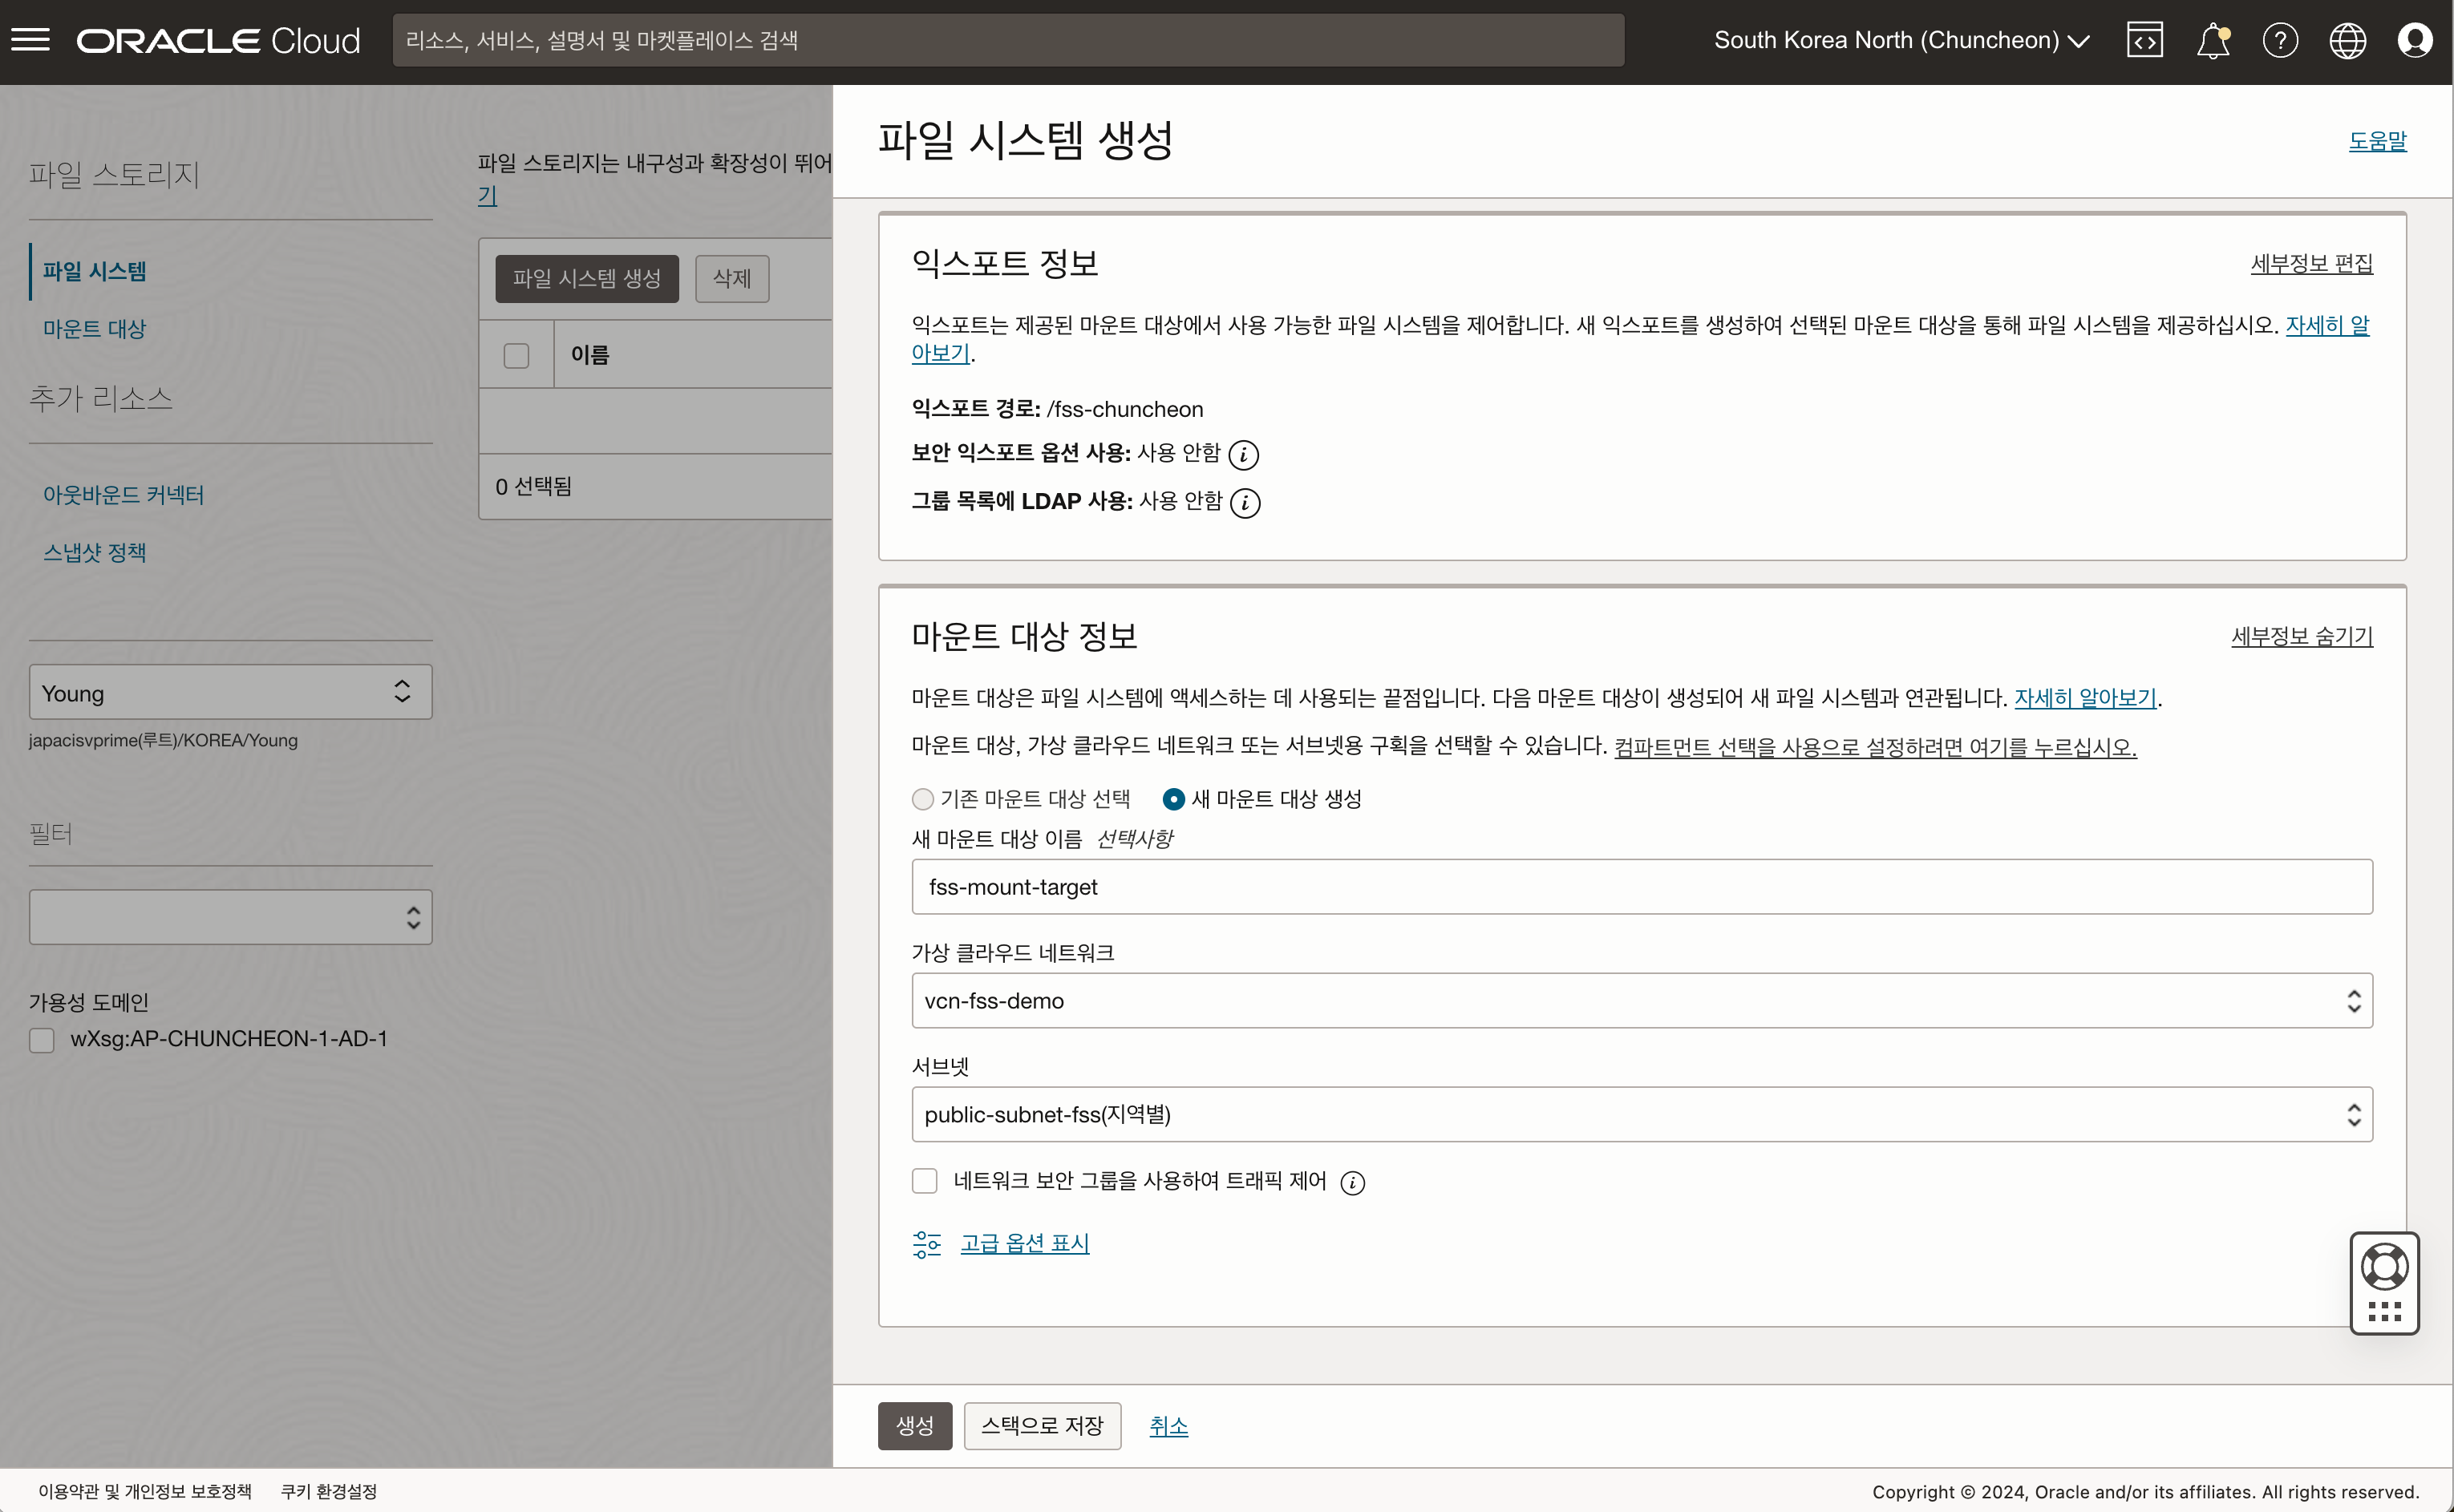 ORACLE Cloud
리소스, 서비스, 설명서 및 마켓플레이스 검색
South Korea North (Chuncheon)
파일 스토리지
파일 시스템
마운트 대상
추가 리소스
아웃바운드 커넥터
스냅샷 정책
Young
japacisvprime(루트)/KOREA/Young
필터
가용성 도메인
wXsg:AP-CHUNCHEON-1-AD-1
파일 스토리지는 내구성과 확장성이 뛰어
기
파일 시스템 생성 삭제
이름
0 선택됨
파일 시스템 생성
도움말
익스포트 정보
세부정보 편집
익스포트는 제공된 마운트 대상에서 사용 가능한 파일 시스템을 제어합니다. 새 익스포트를 생성하여 선택된 마운트 대상을 통해 파일 시스템을 제공하십시오. 자세히 알
아보기.
익스포트 경로: /fss-chuncheon
보안 익스포트 옵션 사용: 사용 안함
그룹 목록에 LDAP 사용: 사용 안함
마운트 대상 정보
세부정보 숨기기
마운트 대상은 파일 시스템에 액세스하는 데 사용되는 끝점입니다. 다음 마운트 대상이 생성되어 새 파일 시스템과 연관됩니다. 자세히 알아보기.
마운트 대상, 가상 클라우드 네트워크 또는 서브넷용 구획을 선택할 수 있습니다. 컴파트먼트 선택을 사용으로 설정하려면 여기를 누르십시오.
기존 마운트 대상 선택 새 마운트 대상 생성
새 마운트 대상 이름 선택사항
fss-mount-target
가상 클라우드 네트워크
vcn-fss-demo
서브넷
public-subnet-fss(지역별)
네트워크 보안 그룹을 사용하여 트래픽 제어
고급 옵션 표시
생성 스택으로 저장 취소
이용약관 및 개인정보 보호정책 쿠키 환경설정
Copyright © 2024, Oracle and/or its affiliates. All rights reserved.